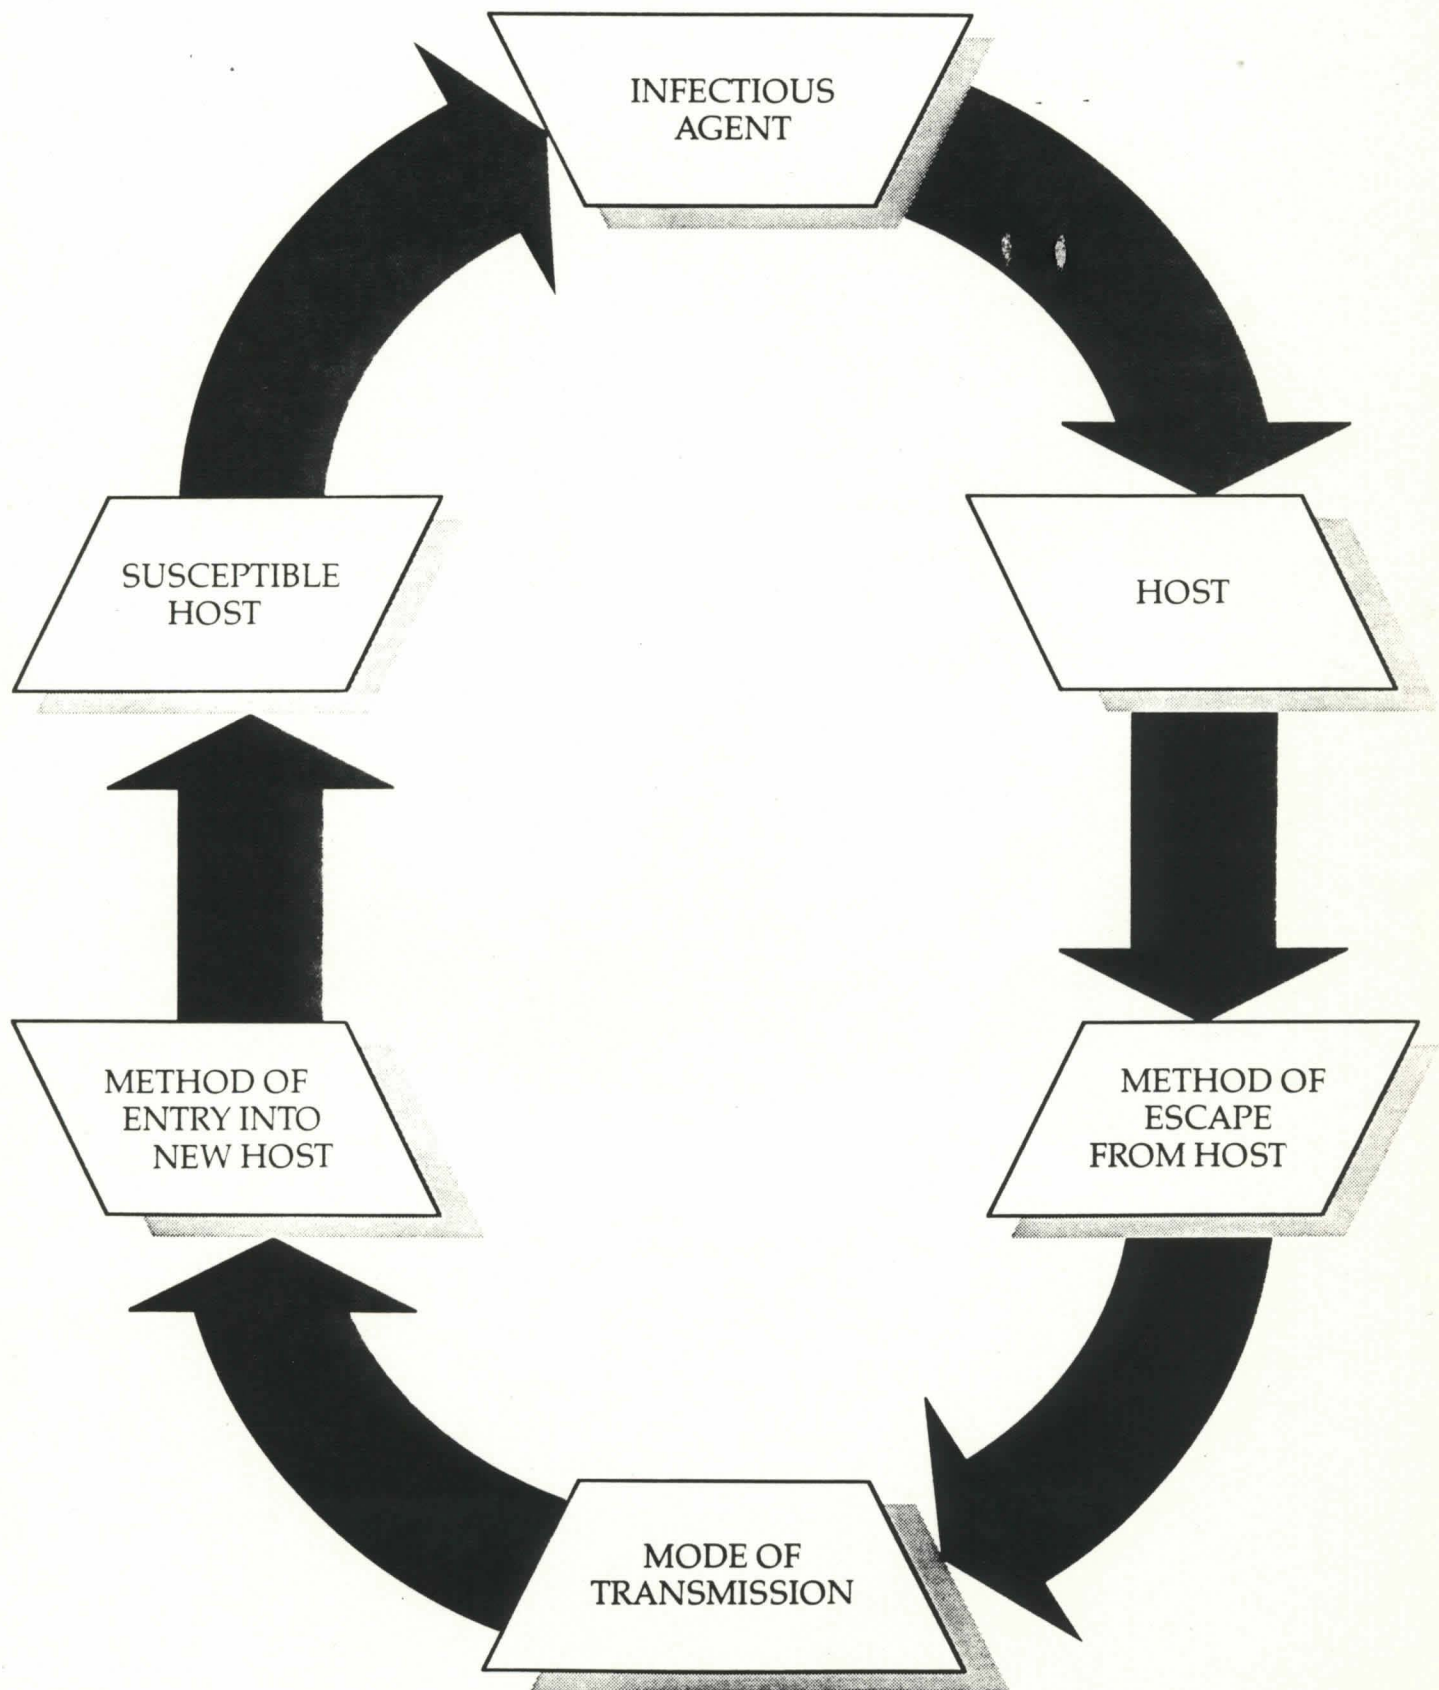 INFECTIOUS
AGENT
HOST
METHOD OF
ESCAPE
FROM HOST
MODE OF
TRANSMISSION
METHOD OF
ENTRY INTO
NEW HOST
SUSCEPTIBLE
HOST